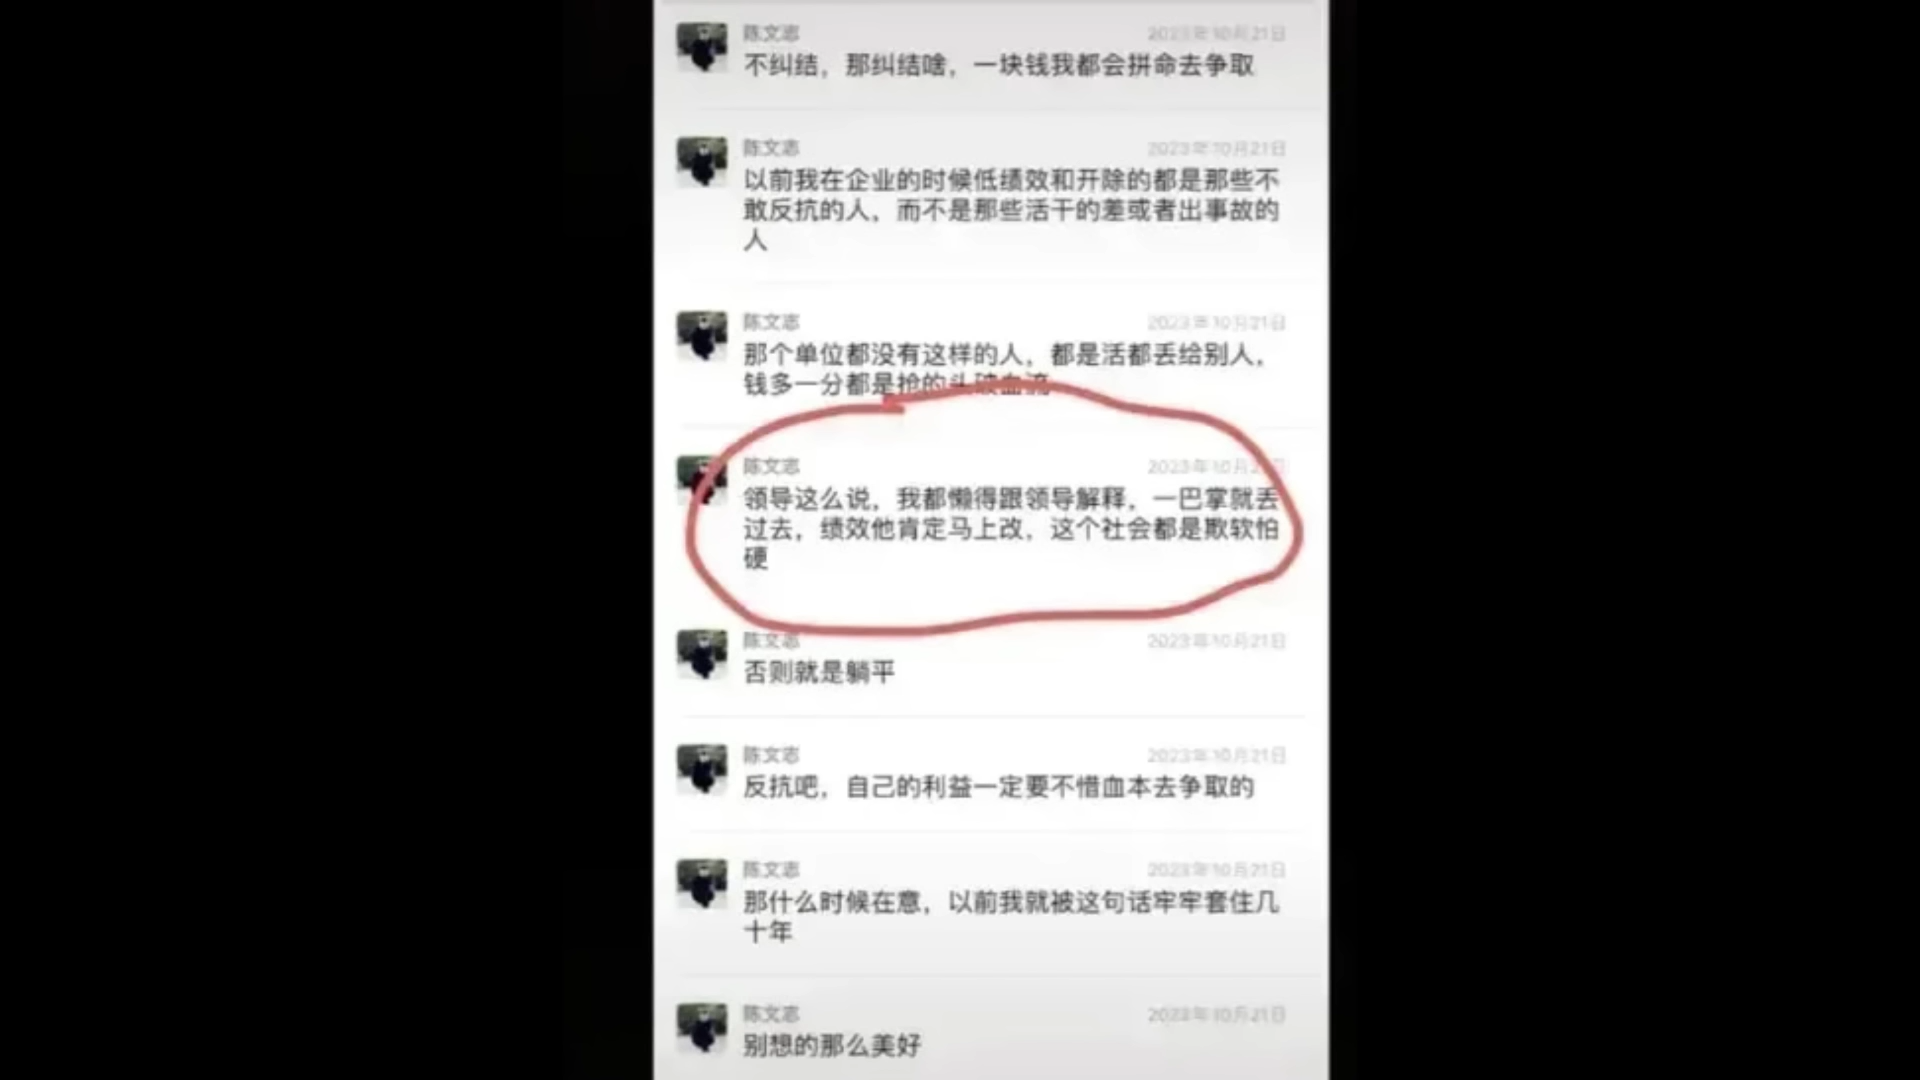 陈文志 2023年10月21日
不纠结，那纠结啥，一块钱我都会拼命去争取
陈文志 2023年10月21日
以前我在企业的时候低绩效和开除的都是那些不
敢反抗的人，而不是那些活干的差或者出事故的
人
陈文志 2023年10月21日
那个单位都没有这样的人，都是活都丢给别人，
钱多一分都是抢的头破血流
陈文志 2023年10月21日
领导这么说，我都懒得跟领导解释，一巴掌就丢
过去，绩效他肯定马上改，这个社会都是欺软怕
硬
陈文志 2023年10月21日
否则就是躺平
陈文志 2023年10月21日
反抗吧，自己的利益一定要不惜血本去争取的
陈文志 2023年10月21日
那什么时候在意，以前我就被这句话牢牢套住几
十年
陈文志 2023年10月21日
别想的那么美好